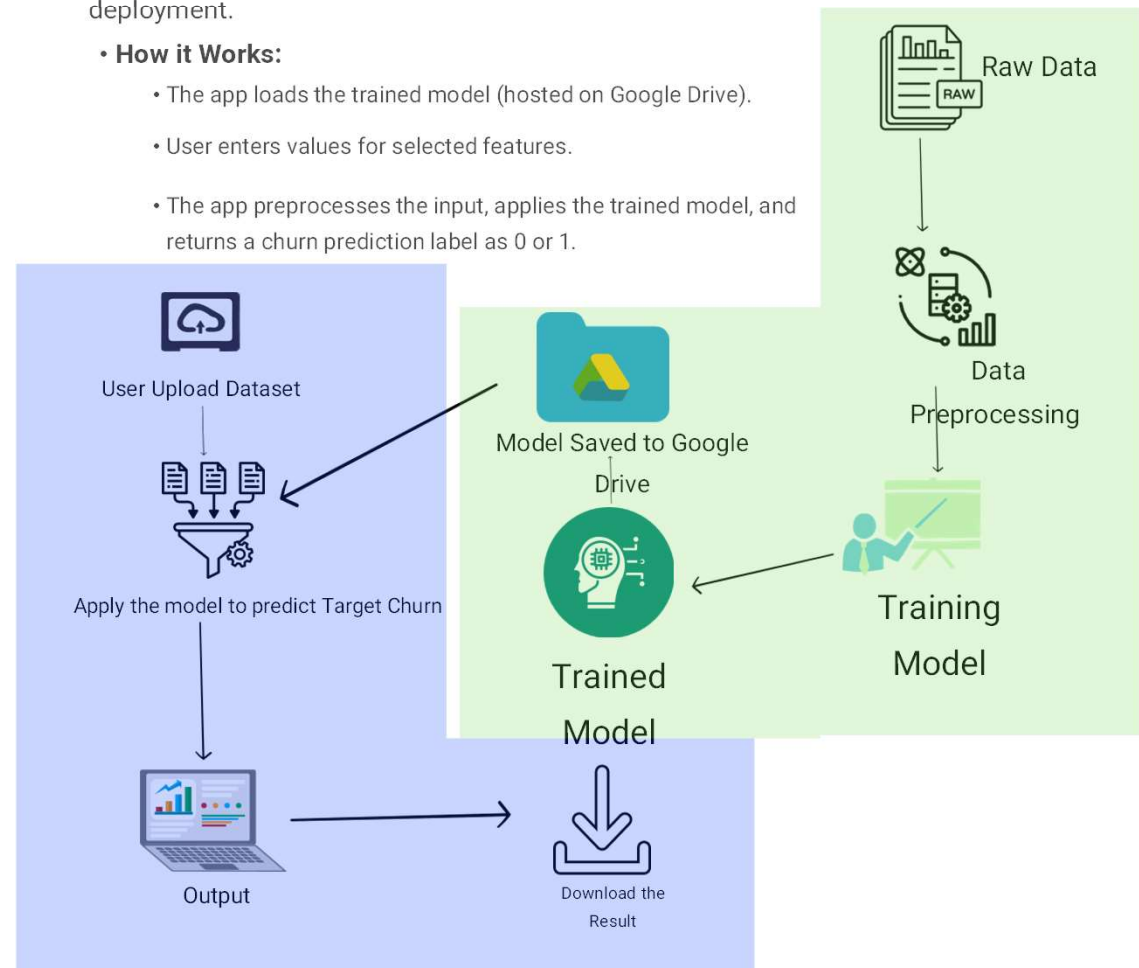 deployment.
• How it Works:
• The app loads the trained model (hosted on Google Drive).
• User enters values for selected features.
• The app preprocesses the input, applies the trained model, and
returns a churn prediction label as 0 or 1.
Raw Data
RAW
Data
Preprocessing
Training
Model
Trained
Model
Model Saved to Google
Drive
User Upload Dataset
Apply the model to predict Target Churn
Output
Download the
Result